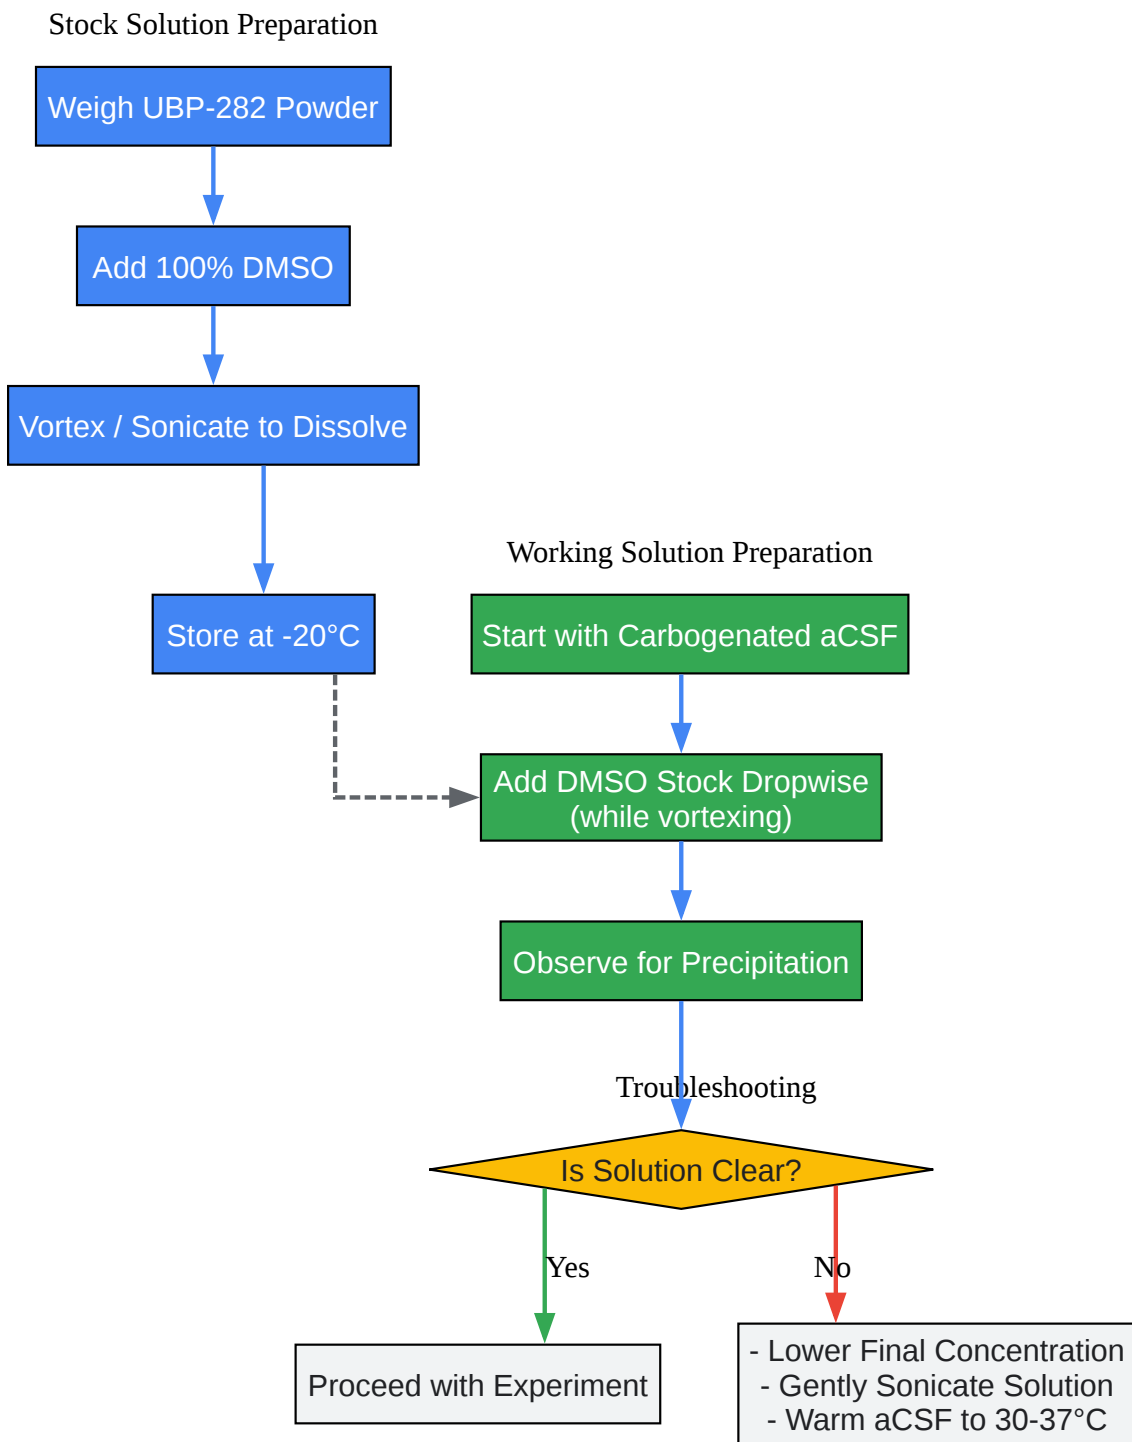 Stock Solution Preparation
Weigh UBP-282 Powder
Add 100% DMSO
Vortex / Sonicate to Dissolve
Store at -20°C
Working Solution Preparation
Start with Carbogenated aCSF
Add DMSO Stock Dropwise
(while vortexing)
Observe for Precipitation
Troubleshooting
Is Solution Clear?
Yes
No
Proceed with Experiment
- Lower Final Concentration
- Gently Sonicate Solution
- Warm aCSF to 30-37°C